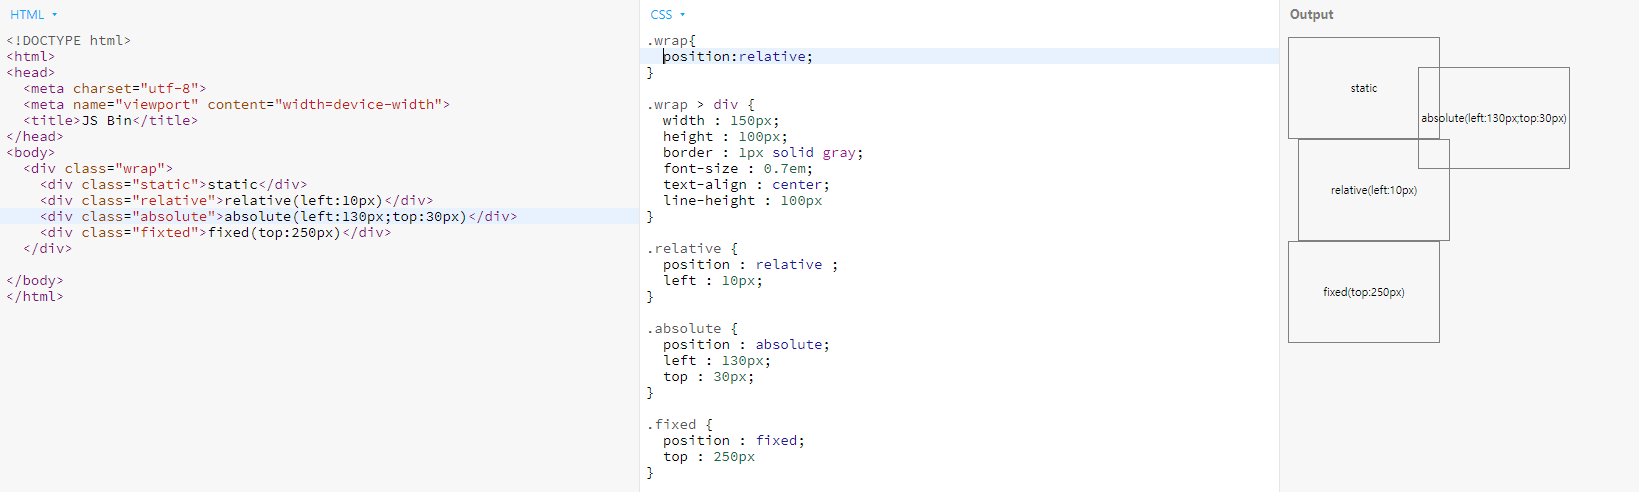 HTML
<!DOCTYPE html>
<html>
<head>
  <meta charset="utf-8">
  <meta name="viewport" content="width=device-width">
  <title>JS Bin</title>
</head>
<body>
  <div class="wrap">
    <div class="static">static</div>
    <div class="relative">relative(left:10px)</div>
    <div class="absolute">absolute(left:130px;top:30px)</div>
    <div class="fixted">fixed(top:250px)</div>
  </div>
</body>
</html>
CSS
.wrap{
  position:relative;
}
.wrap > div {
  width : 150px;
  height : 100px;
  border : 1px solid gray;
  font-size : 0.7em;
  text-align : center;
  line-height : 100px
}
.relative {
  position : relative ;
  left : 10px;
}
.absolute {
  position : absolute;
  left : 130px;
  top : 30px;
}
.fixed {
  position : fixed;
  top : 250px
}
Output
static
absolute(left:130px;top:30px)
relative(left:10px)
fixed(top:250px)